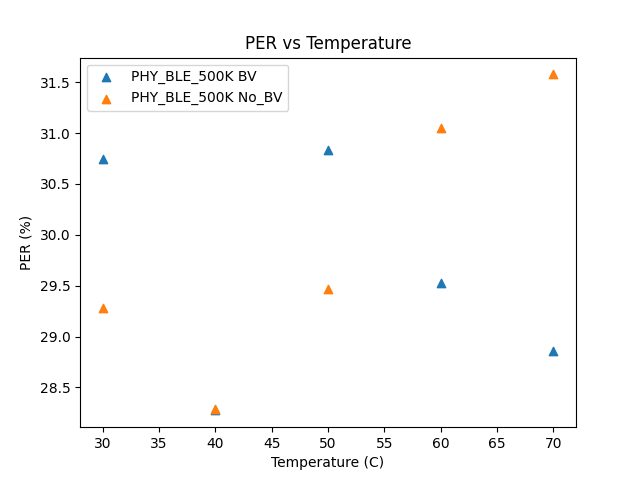 PER vs Temperature
PHY_BLE_500K BV
PHY_BLE_500K No_BV
PER (%)
31.5
31.0
30.5
30.0
29.5
29.0
28.5
30 35 40 45 50 55 60 65 70
Temperature (C)